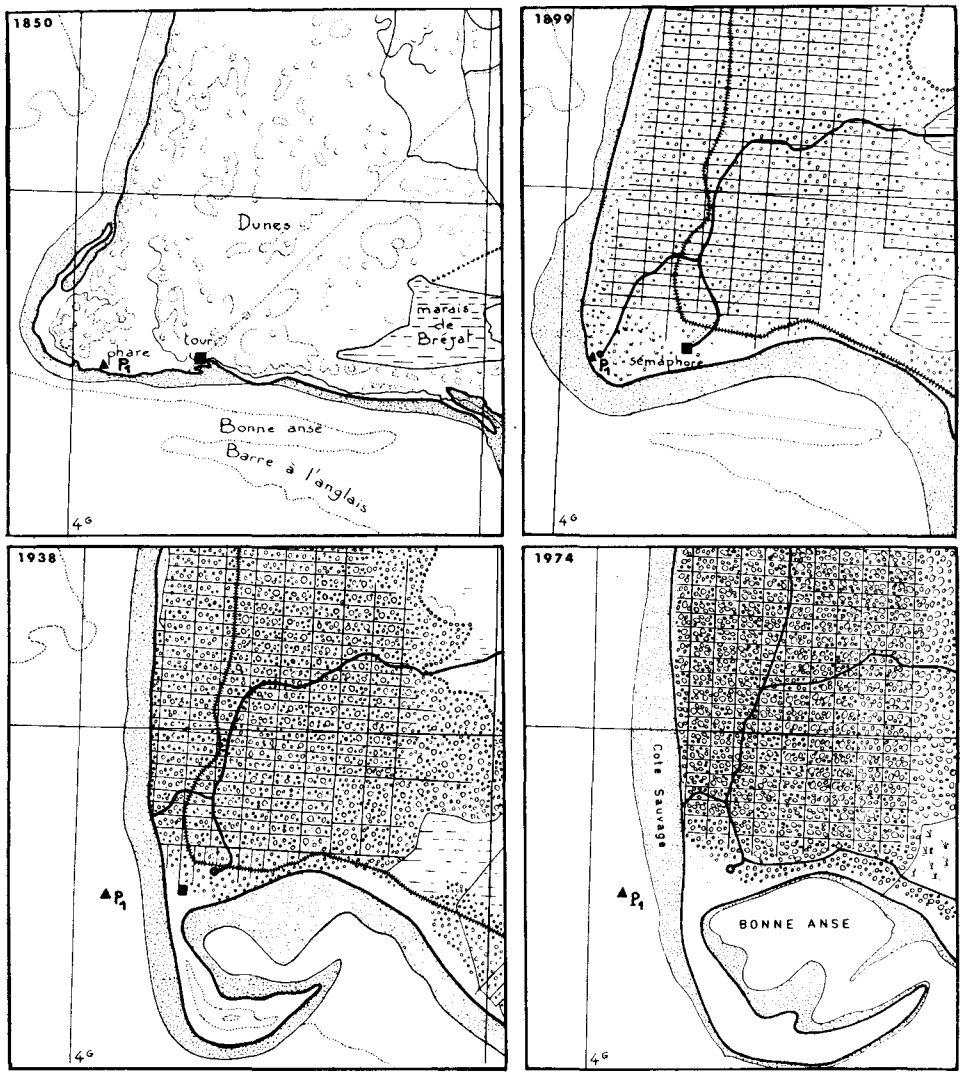 1850
Dunes
marais
de
Bréjat
tour
phare
P1
Bonne anse
Barre à l'anglais
4G
1899
P1
Sémaphore
4G
1938
P1
4G
1974
Cote Sauvage
P1
BONNE ANSE
4G